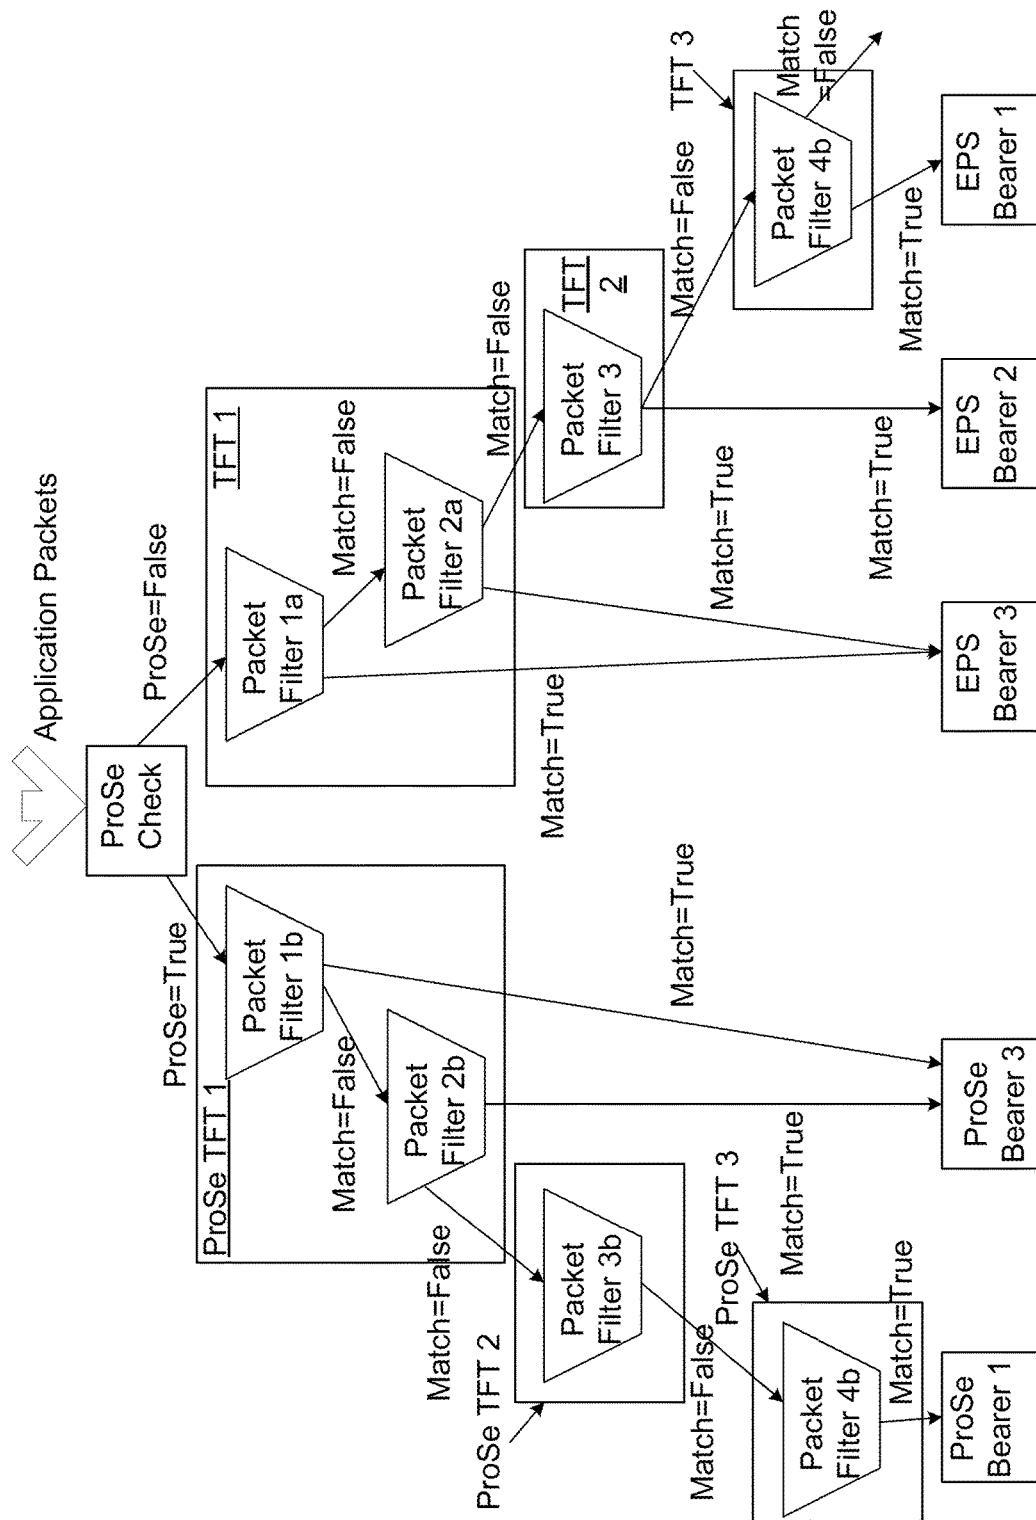 Application Packets
ProSe
Check
ProSe=True
ProSe=False
ProSe TFT 1
Packet
Filter 1b
Match=False
Packet
Filter 2b
Match=True
Match=False
ProSe TFT 2
Packet
Filter 3b
Match=False
ProSe TFT 3
Match=True
Packet
Filter 4b
Match=True
ProSe
Bearer 1
ProSe
Bearer 3
TFT 1
Packet
Filter 1a
Match=False
Packet
Filter 2a
Match=True
Match=False
TFT
2
Packet
Filter 3
Match=True
Match=True
Match=False
TFT 3
Packet
Filter 4b
Match
=False
Match=True
EPS
Bearer 3
EPS
Bearer 2
EPS
Bearer 1